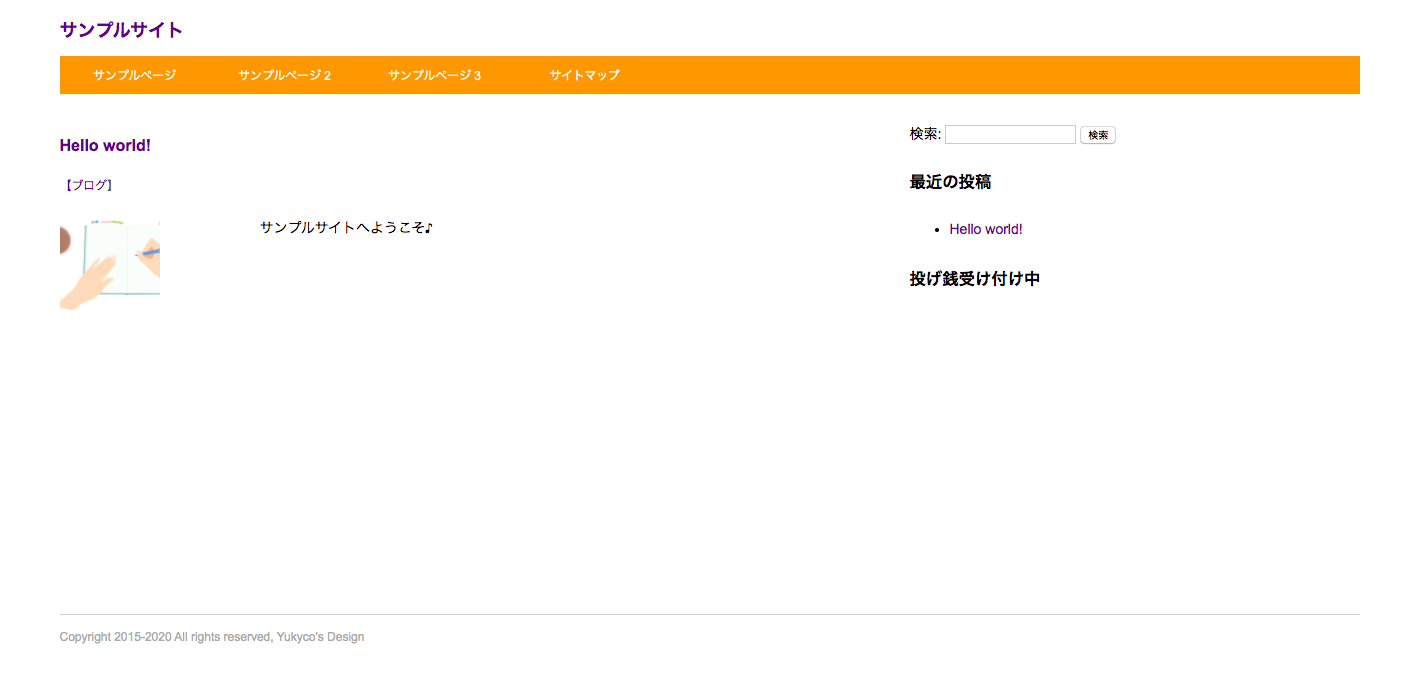 サンプルサイト
サンプルページ サンプルページ 2 サンプルページ 3 サイトマップ
Hello world!
【ブログ】
サンプルサイトへようこそ♪
検索: 検索
最近の投稿
• Hello world!
投げ銭受け付け中
Copyright 2015-2020 All rights reserved, Yukyco's Design